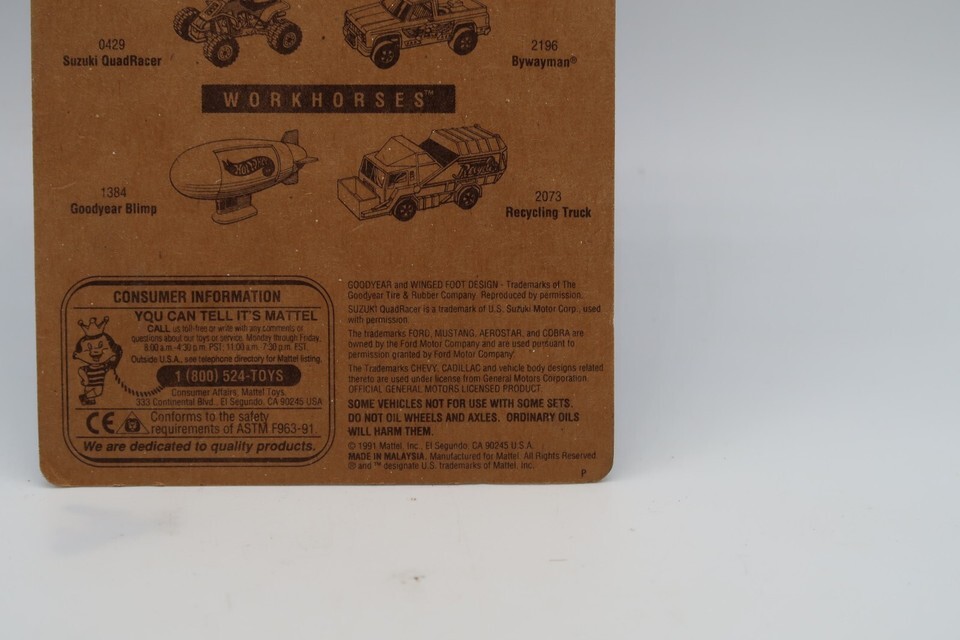 0429
Suzuki QuadRacer
2196
Bywayman®
WORKHORSES™
Hot Wheels
1384
Goodyear Blimp
2073
Recycling Truck
CONSUMER INFORMATION
YOU CAN TELL IT'S MATTEL
CALL us toll-free or write with any comments or
questions about our toys or service. Monday through Friday,
8:00 a.m.-4:30 p.m. PST; 11:00 a.m.-7:30 p.m. EST.
Outside U.S.A., see telephone directory for Mattel listing.
1 (800) 524-TOYS
Consumer Affairs, Mattel Toys,
333 Continental Blvd., El Segundo, CA 90245 USA
CE Conforms to the safety
requirements of ASTM F963-91.
We are dedicated to quality products.
GOODYEAR and WINGED FOOT DESIGN - Trademarks of The
Goodyear Tire & Rubber Company. Reproduced by permission.
SUZUKI QuadRacer is a trademark of U.S. Suzuki Motor Corp., used
with permission.
The trademarks FORD, MUSTANG, AEROSTAR, and COBRA are
owned by the Ford Motor Company and are used pursuant to
permission granted by Ford Motor Company.
The Trademarks CHEVY, CADILLAC and vehicle body designs related
thereto are used under license from General Motors Corporation.
OFFICIAL GENERAL MOTORS LICENSED PRODUCT.
SOME VEHICLES NOT FOR USE WITH SOME SETS.
DO NOT OIL WHEELS AND AXLES. ORDINARY OILS
WILL HARM THEM.
© 1991 Mattel, Inc., El Segundo, CA 90245 U.S.A.
MADE IN MALAYSIA. Manufactured for Mattel. All Rights Reserved.
® and ™ designate U.S. trademarks of Mattel, Inc.
P